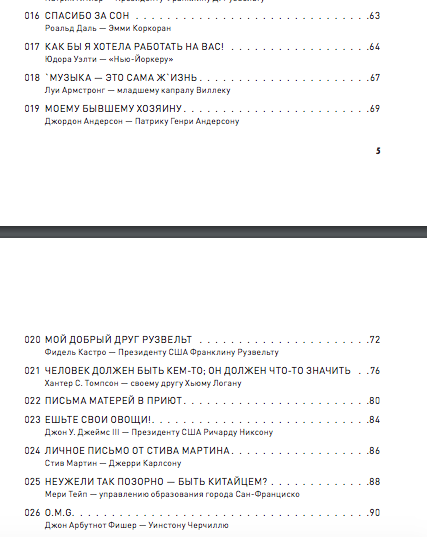 016 СПАСИБО ЗА СОН . . . . . . . . . . . . . . . . . . . . . . . . . . .63
Роальд Даль — Эмми Коркоран
017 КАК БЫ Я ХОТЕЛА РАБОТАТЬ НА ВАС! . . . . . . . . . . . . . . . .64
Юдора Уэлти — «Нью-Йоркеру»
018 `МУЗЫКА — ЭТО САМА Ж`ИЗНЬ . . . . . . . . . . . . . . . . . . . .67
Луи Армстронг — младшему капралу Виллеку
019 МОЕМУ БЫВШЕМУ ХОЗЯИНУ . . . . . . . . . . . . . . . . . . . . . .69
Джордон Андерсон — Патрику Генри Андерсону
5
020 МОЙ ДОБРЫЙ ДРУГ РУЗВЕЛЬТ . . . . . . . . . . . . . . . . . . . .72
Фидель Кастро — Президенту США Франклину Рузвельту
021 ЧЕЛОВЕК ДОЛЖЕН БЫТЬ КЕМ-ТО; ОН ДОЛЖЕН ЧТО-ТО ЗНАЧИТЬ . .76
Хантер С. Томпсон — своему другу Хьюму Логану
022 ПИСЬМА МАТЕРЕЙ В ПРИЮТ . . . . . . . . . . . . . . . . . . . . . .80
023 ЕШЬТЕ СВОИ ОВОЩИ! . . . . . . . . . . . . . . . . . . . . . . . . .84
Джон У. Джеймс III — Президенту США Ричарду Никсону
024 ЛИЧНОЕ ПИСЬМО ОТ СТИВА МАРТИНА . . . . . . . . . . . . . . . .86
Стив Мартин — Джерри Карлсону
025 НЕУЖЕЛИ ТАК ПОЗОРНО — БЫТЬ КИТАЙЦЕМ? . . . . . . . . . . . .88
Мери Тейп — управлению образования города Сан-Франциско
026 O.M.G. . . . . . . . . . . . . . . . . . . . . . . . . . . . . . . . . . .90
Джон Арбутнот Фишер — Уинстону Черчиллю